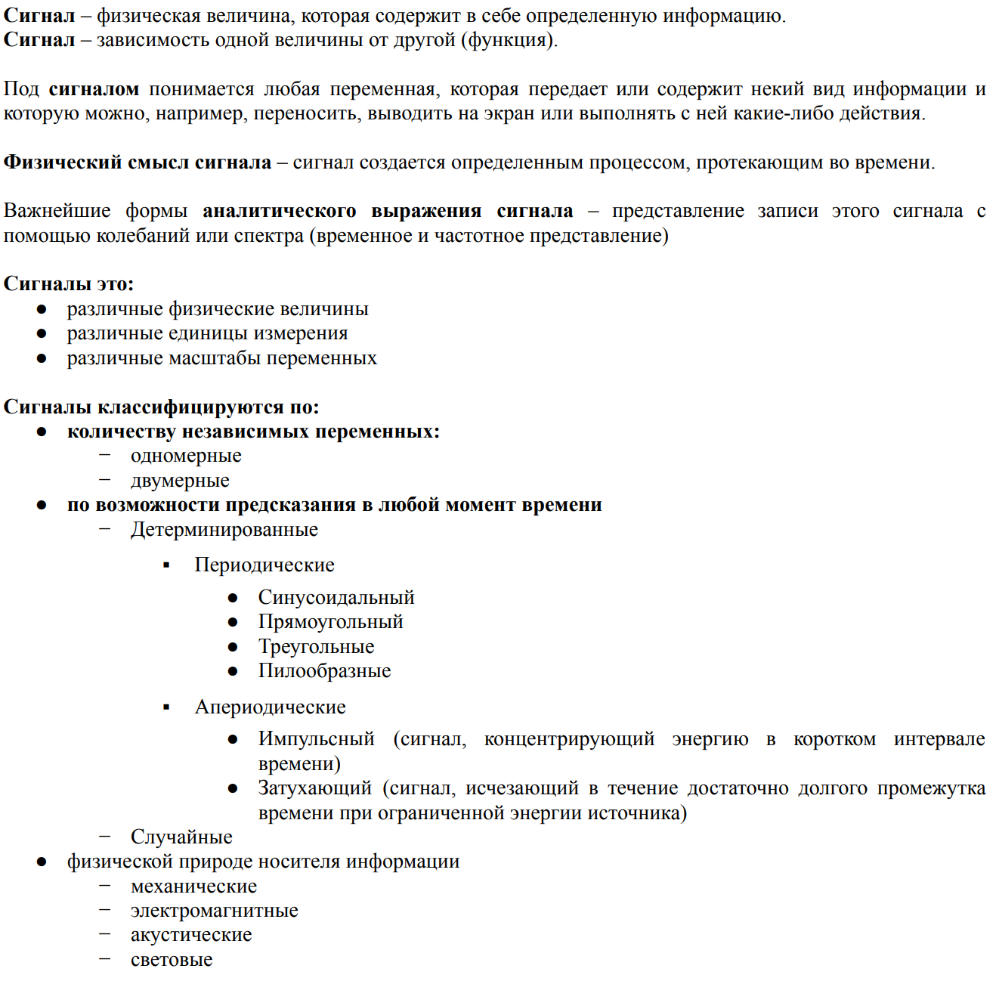 Сигнал – физическая величина, которая содержит в себе определенную информацию.
Сигнал – зависимость одной величины от другой (функция).
Под сигналом понимается любая переменная, которая передает или содержит некий вид информации и
которую можно, например, переносить, выводить на экран или выполнять с ней какие-либо действия.
Физический смысл сигнала – сигнал создается определенным процессом, протекающим во времени.
Важнейшие формы аналитического выражения сигнала – представление записи этого сигнала с
помощью колебаний или спектра (временное и частотное представление)
Сигналы это:
● различные физические величины
● различные единицы измерения
● различные масштабы переменных
Сигналы классифицируются по:
● количеству независимых переменных:
− одномерные
− двумерные
● по возможности предсказания в любой момент времени
− Детерминированные
▪ Периодические
● Синусоидальный
● Прямоугольный
● Треугольные
● Пилообразные
▪ Апериодические
● Импульсный (сигнал, концентрирующий энергию в коротком интервале
времени)
● Затухающий (сигнал, исчезающий в течение достаточно долгого промежутка
времени при ограниченной энергии источника)
− Случайные
● физической природе носителя информации
− механические
− электромагнитные
− акустические
− световые